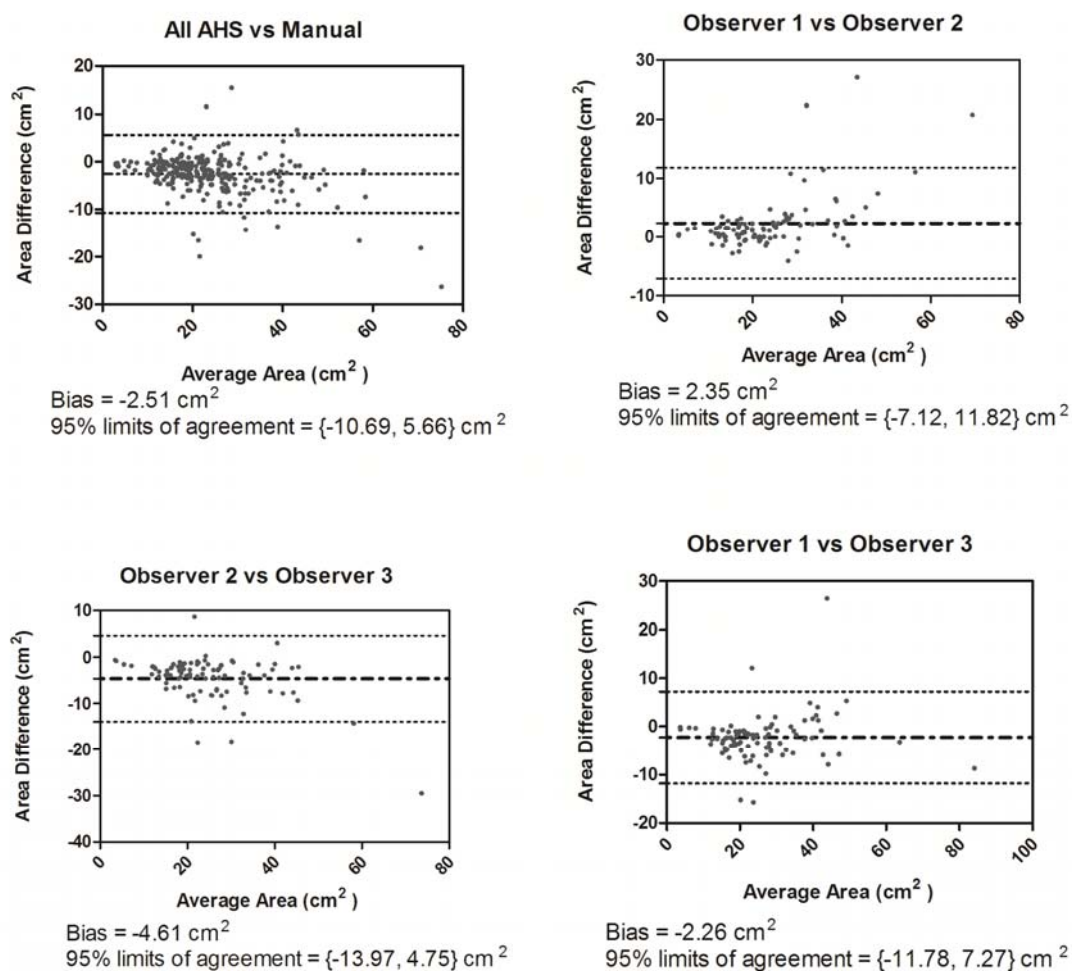 All AHS vs Manual
20
10
0
-10
-20
-30
Area Difference (cm²)
0 20 40 60 80
Average Area (cm²)
Bias = -2.51 cm²
95% limits of agreement = {-10.69, 5.66} cm²
Observer 1 vs Observer 2
30
20
10
0
-10
Area Difference (cm²)
0 20 40 60 80
Average Area (cm²)
Bias = 2.35 cm²
95% limits of agreement = {-7.12, 11.82} cm²
Observer 2 vs Observer 3
10
0
-10
-20
-30
-40
Area Difference (cm²)
0 20 40 60 80
Average Area (cm²)
Bias = -4.61 cm²
95% limits of agreement = {-13.97, 4.75} cm²
Observer 1 vs Observer 3
30
20
10
0
-10
-20
Area Difference (cm²)
0 20 40 60 80 100
Average Area (cm²)
Bias = -2.26 cm²
95% limits of agreement = {-11.78, 7.27} cm²